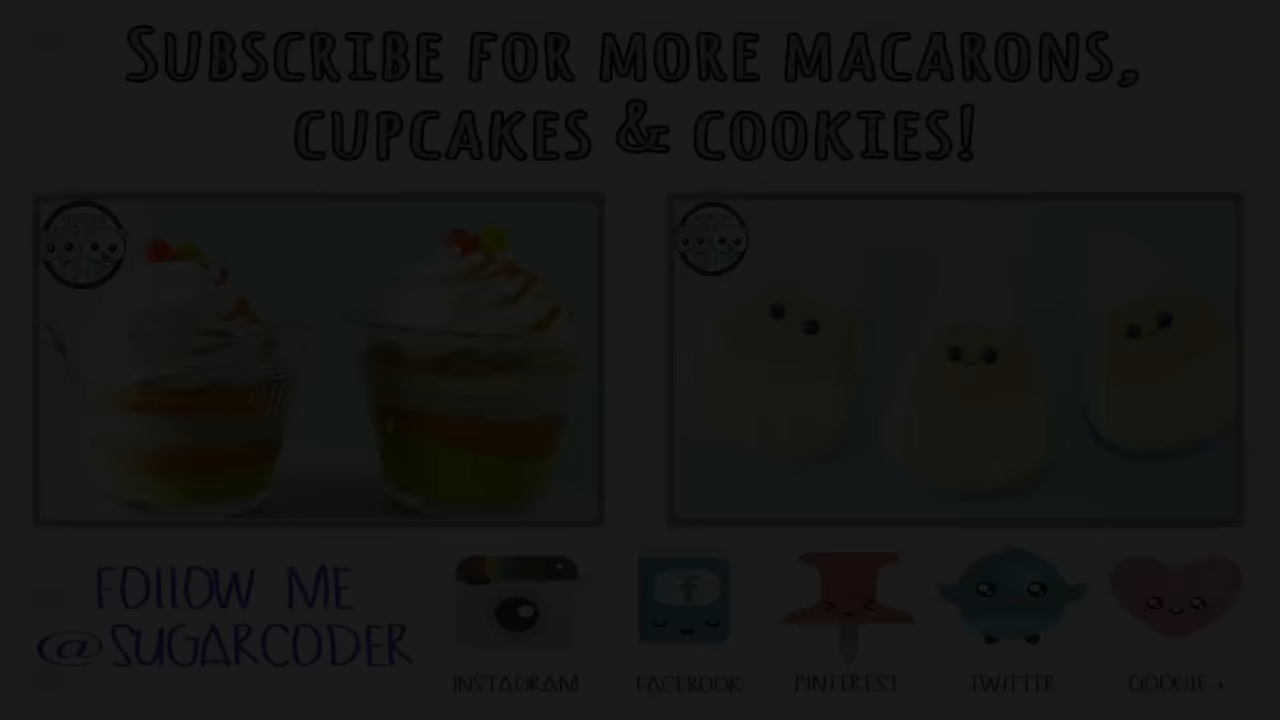 SUBSCRIBE FOR MORE MACARONS,
CUPCAKES & COOKIES!
FOLLOW ME
@SUGARCODER
INSTAGRAM
FACEBOOK
PINTEREST
TWITTER
GOOGLE+